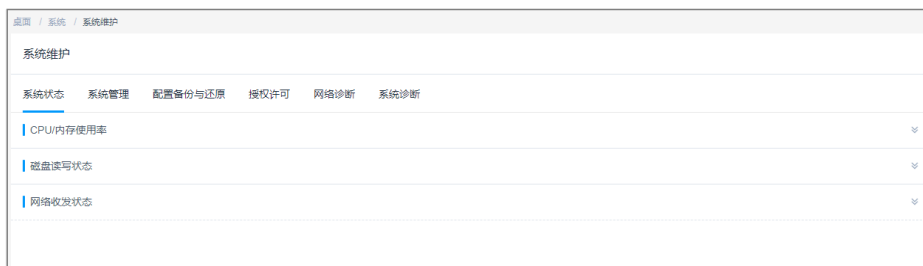 桌面 / 系统 / 系统维护
系统维护
系统状态 系统管理 配置备份与还原 授权许可 网络诊断 系统诊断
CPU/内存使用率
磁盘读写状态
网络收发状态